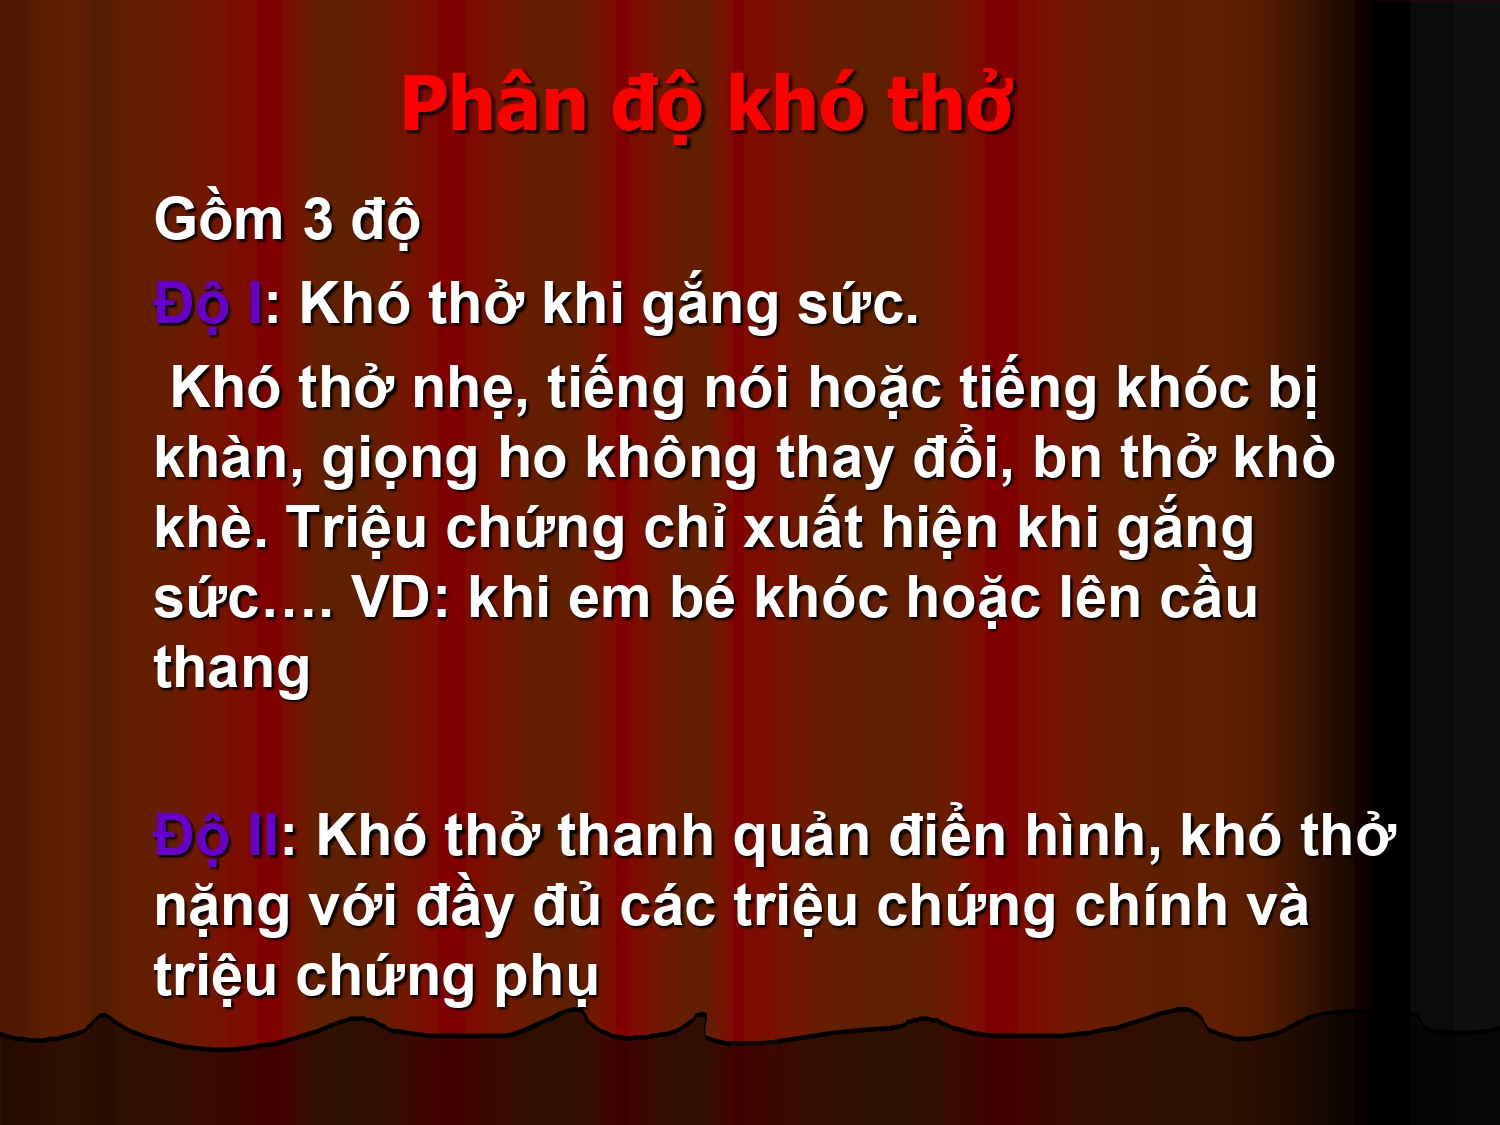 Phân độ khó thở
Gồm 3 độ
Độ I: Khó thở khi gắng sức.
Khó thở nhẹ, tiếng nói hoặc tiếng khóc bị
khàn, giọng ho không thay đổi, bn thở khò
khè. Triệu chứng chỉ xuất hiện khi gắng
sức…. VD: khi em bé khóc hoặc lên cầu
thang
Độ II: Khó thở thanh quản điển hình, khó thở
nặng với đầy đủ các triệu chứng chính và
triệu chứng phụ